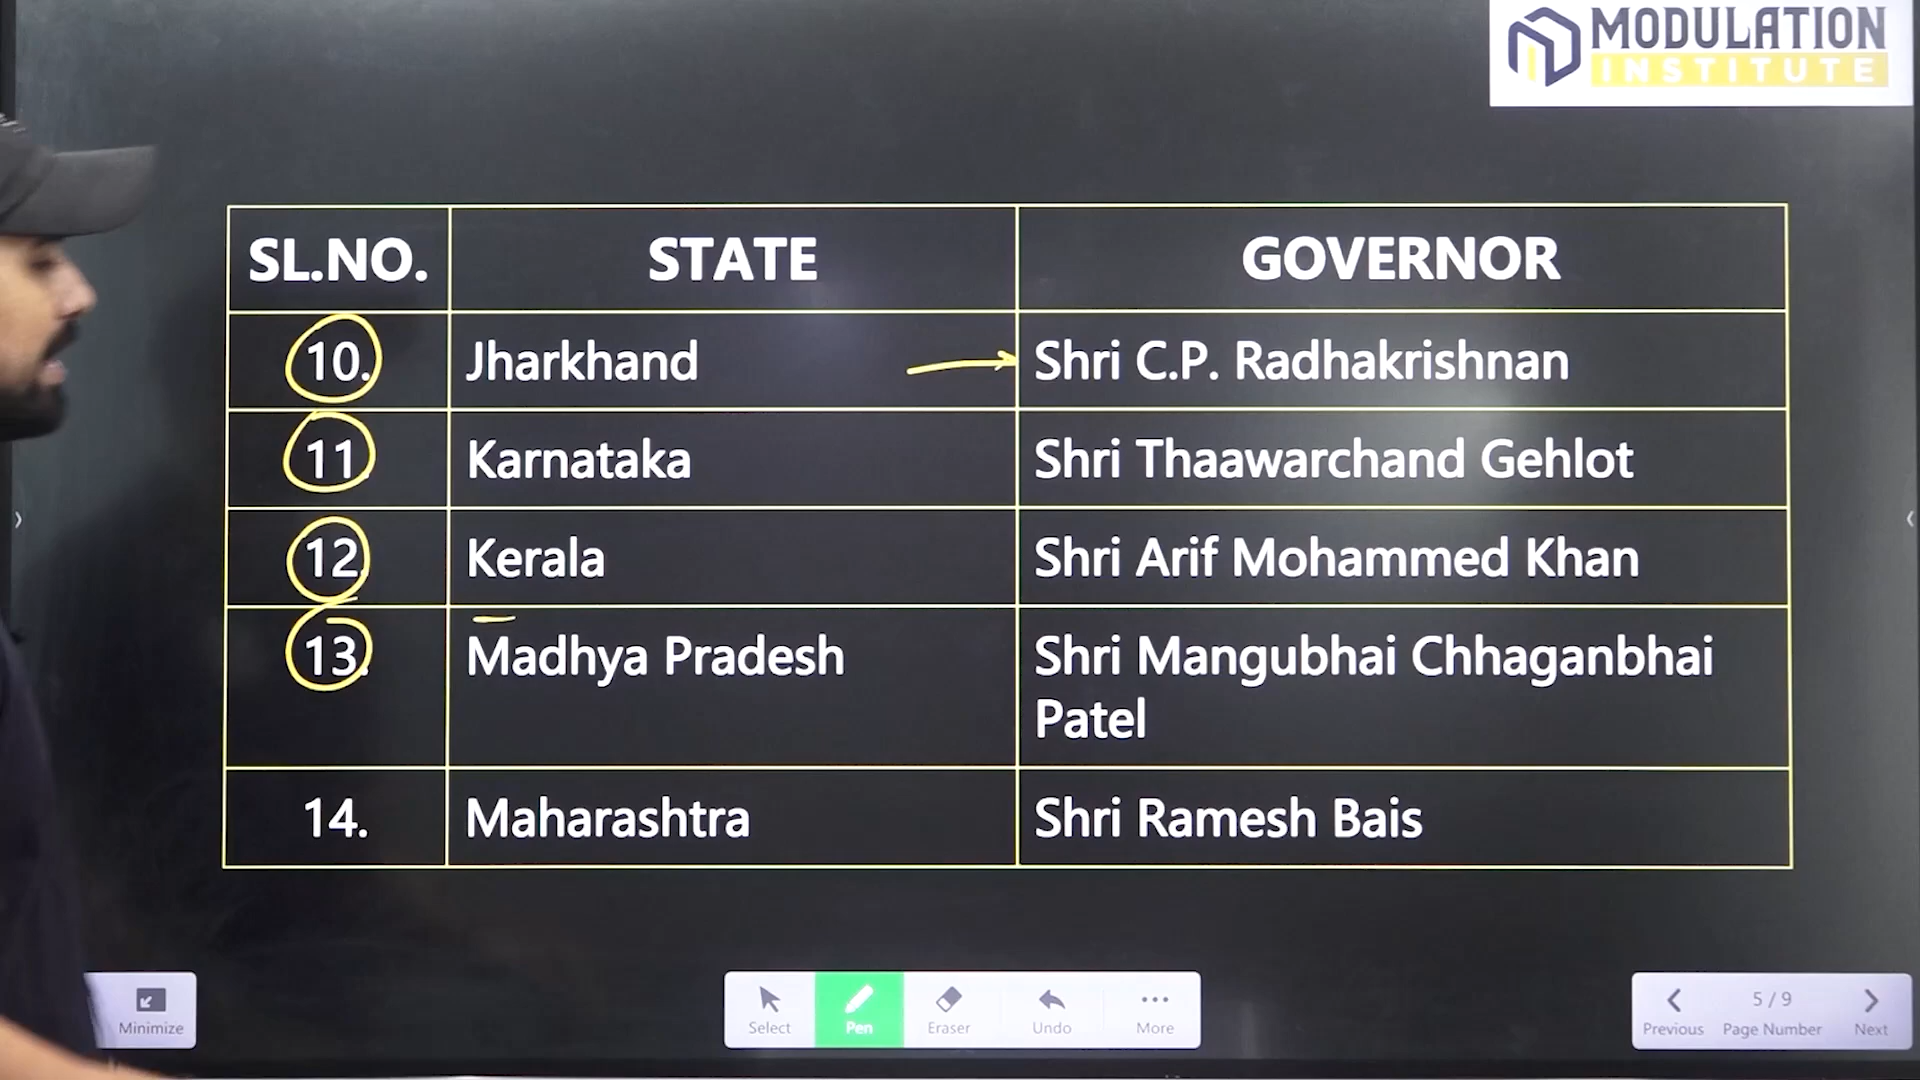 MODULATION
INSTITUTE
SL.NO. STATE GOVERNOR
10. Jharkhand Shri C.P. Radhakrishnan
11. Karnataka Shri Thaawarchand Gehlot
12. Kerala Shri Arif Mohammed Khan
13. Madhya Pradesh Shri Mangubhai Chhaganbhai
Patel
14. Maharashtra Shri Ramesh Bais
Minimize Select Pen Eraser Undo More 5 / 9
Previous Page Number Next